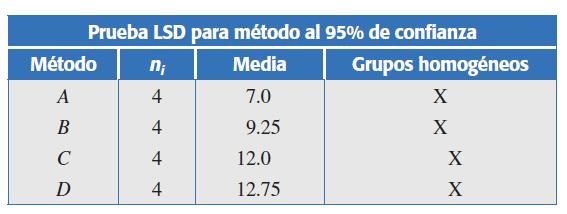 Prueba LSD para método al 95% de confianza
Método nᵢ Media Grupos homogéneos
A 4 7.0 X
B 4 9.25 X
C 4 12.0 X
D 4 12.75 X